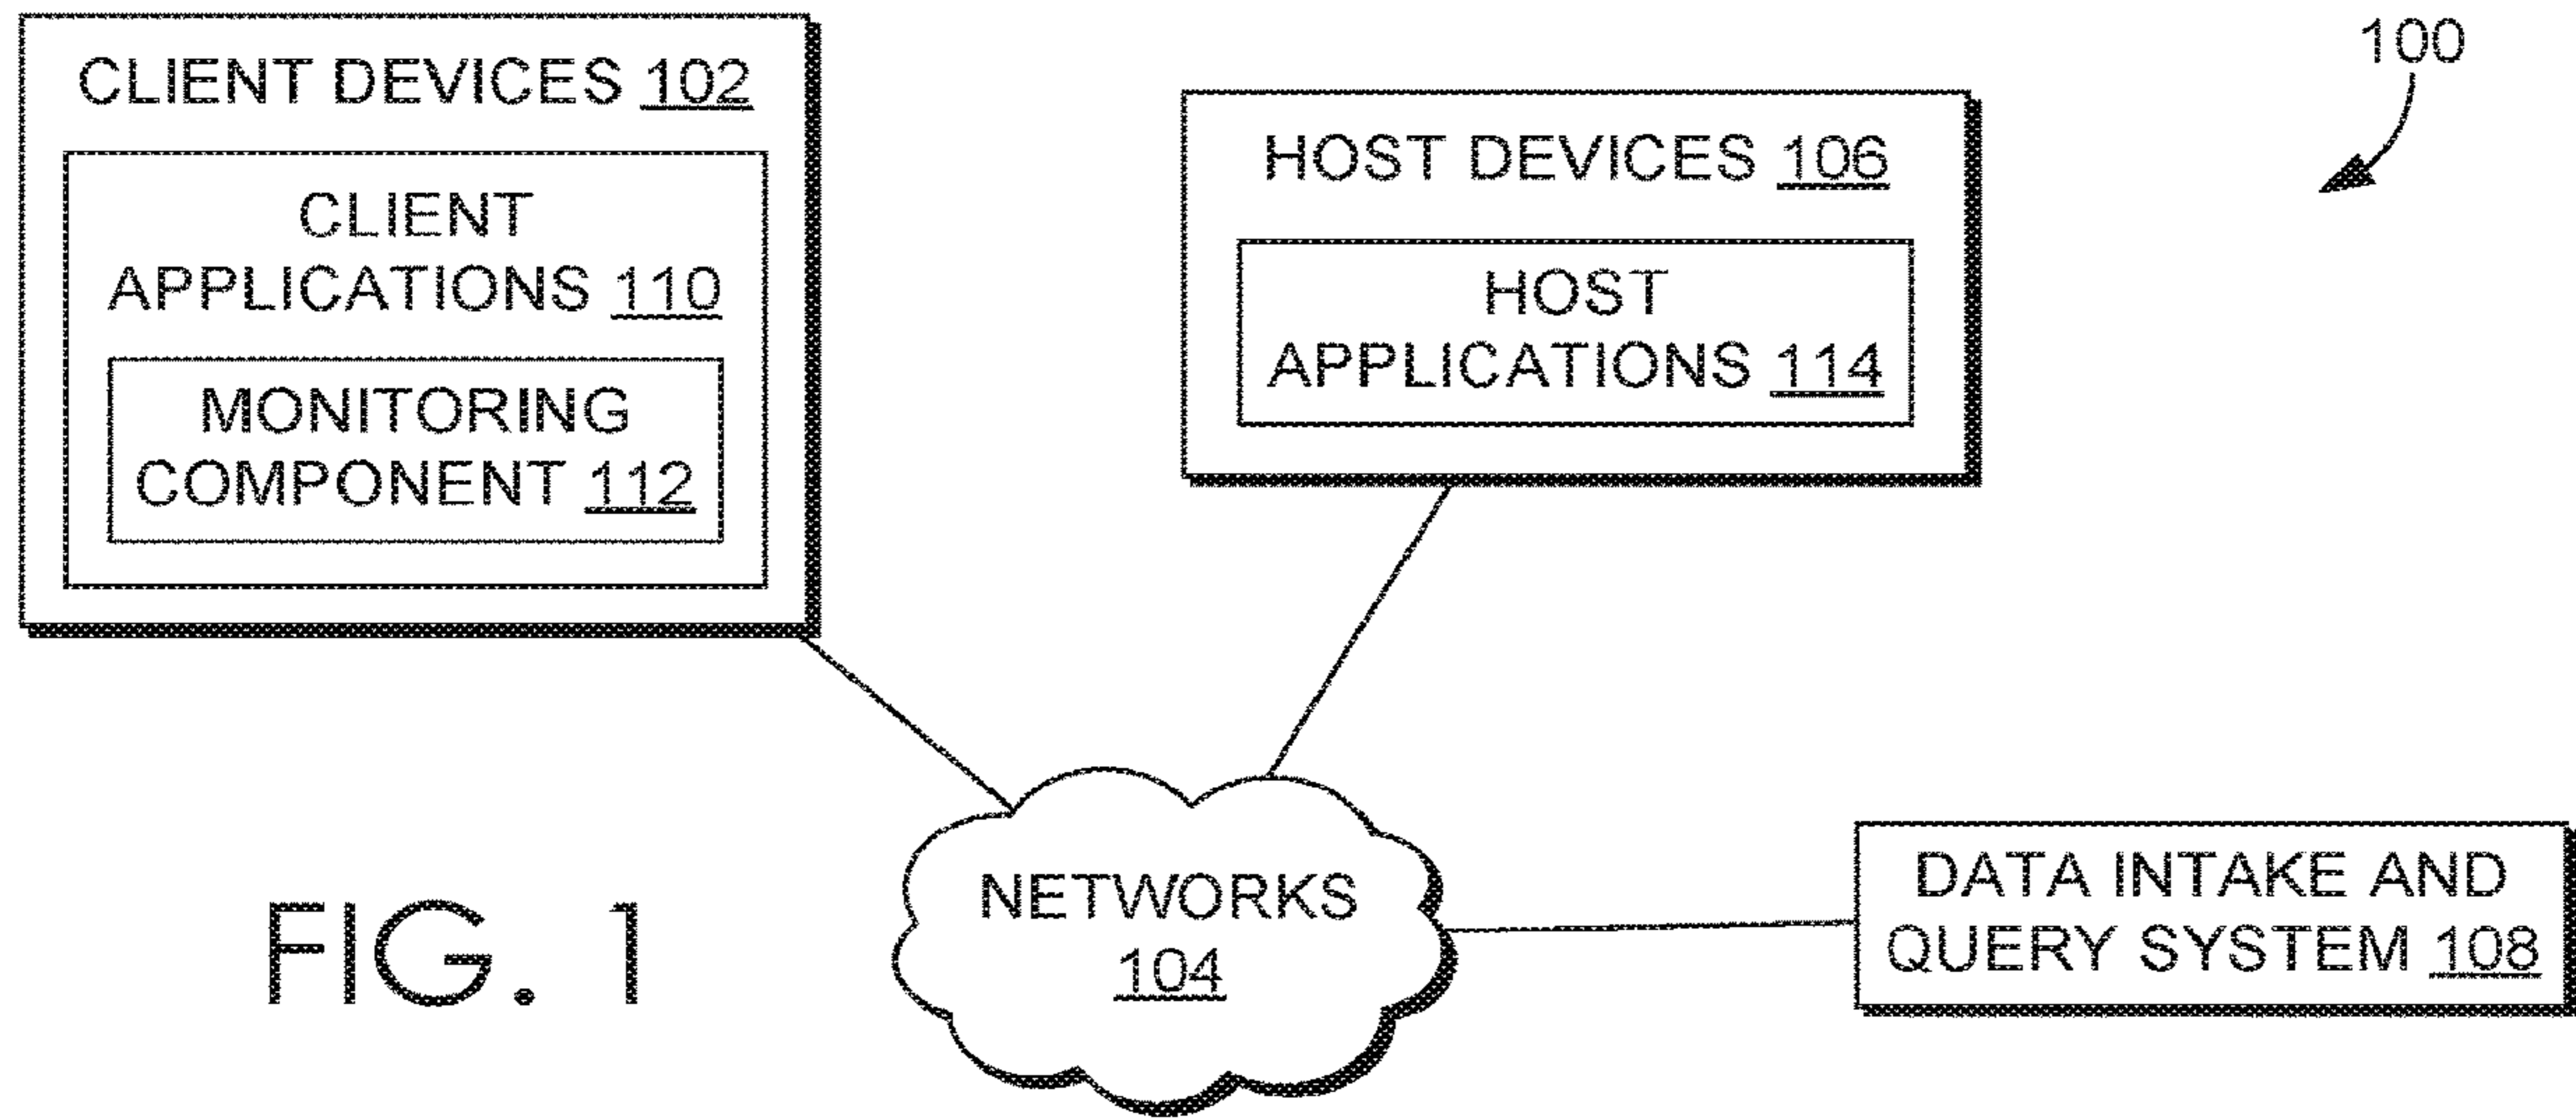 CLIENT DEVICES 102
CLIENT
APPLICATIONS 110
MONITORING
COMPONENT 112
HOST DEVICES 106
HOST
APPLICATIONS 114
100
NETWORKS
104
DATA INTAKE AND
QUERY SYSTEM 108
FIG. 1